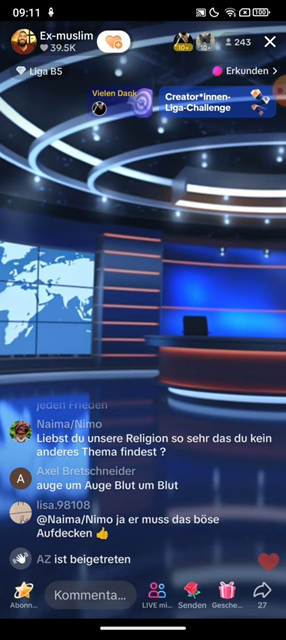 09:11
100
Ex-muslim
39.5K
10+
10+
243
Liga B5
Erkunden
Vielen Dank
Creator*innen-
Liga-Challenge
jeden Frieden
Naima/Nimo
Liebst du unsere Religion so sehr das du kein
anderes Thema findest ?
A
Axel Bretschneider
auge um Auge Blut um Blut
lisa.98108
@Naima/Nimo ja er muss das böse
Aufdecken 👍
AZ ist beigetreten
Kommenta...
Abonn...
LIVE mi...
Senden
Gesche...
27